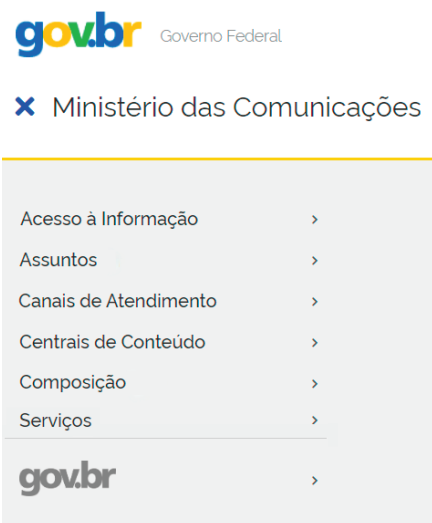 gov.br Governo Federal
Ministério das Comunicações
Acesso à Informação
Assuntos
Canais de Atendimento
Centrais de Conteúdo
Composição
Serviços
gov.br